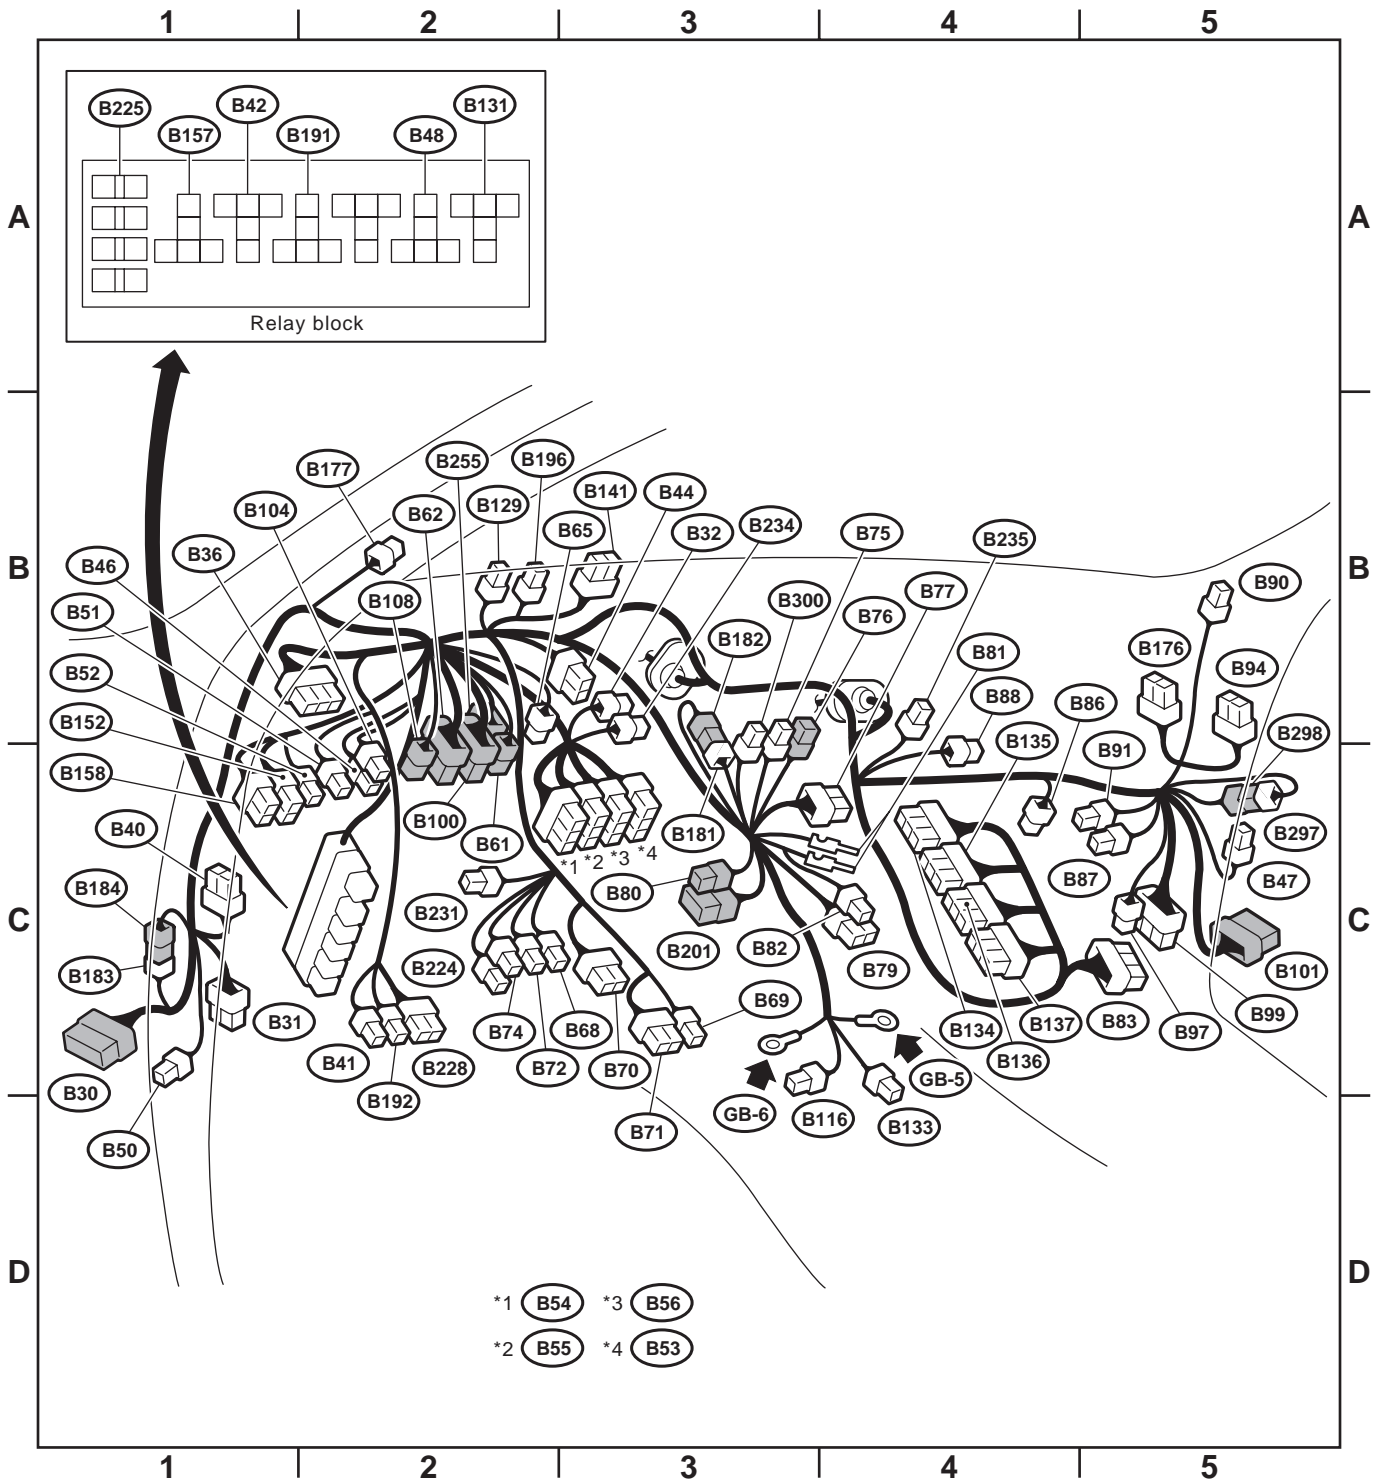 1 2 3 4 5
B225 B42 B131
B157 B191 B48
A A
Relay block
B177 B255 B196
B104 B62 B129 B141 B44
B65 B32 B234 B75 B235
B46 B36
B B
B51 B108 B300 B77 B90
B76
B52 B182 B81 B176 B94
B88 B86
B152 B135 B91 B298
B158
B40 B100 B61 *1 *2 *3 *4 B181 B297
B184 B231 B80 B87 B47
C C
B183 B224 B201 B82 B79 B101
B31 B74 B68 B69 B134 B137 B83 B97 B99
B30 B41 B228 B72 B70 B136
GB-5
B192 GB-6 B116
B50 B71 B133
D D
*1 B54 *3 B56
*2 B55 *4 B53
1 2 3 4 5